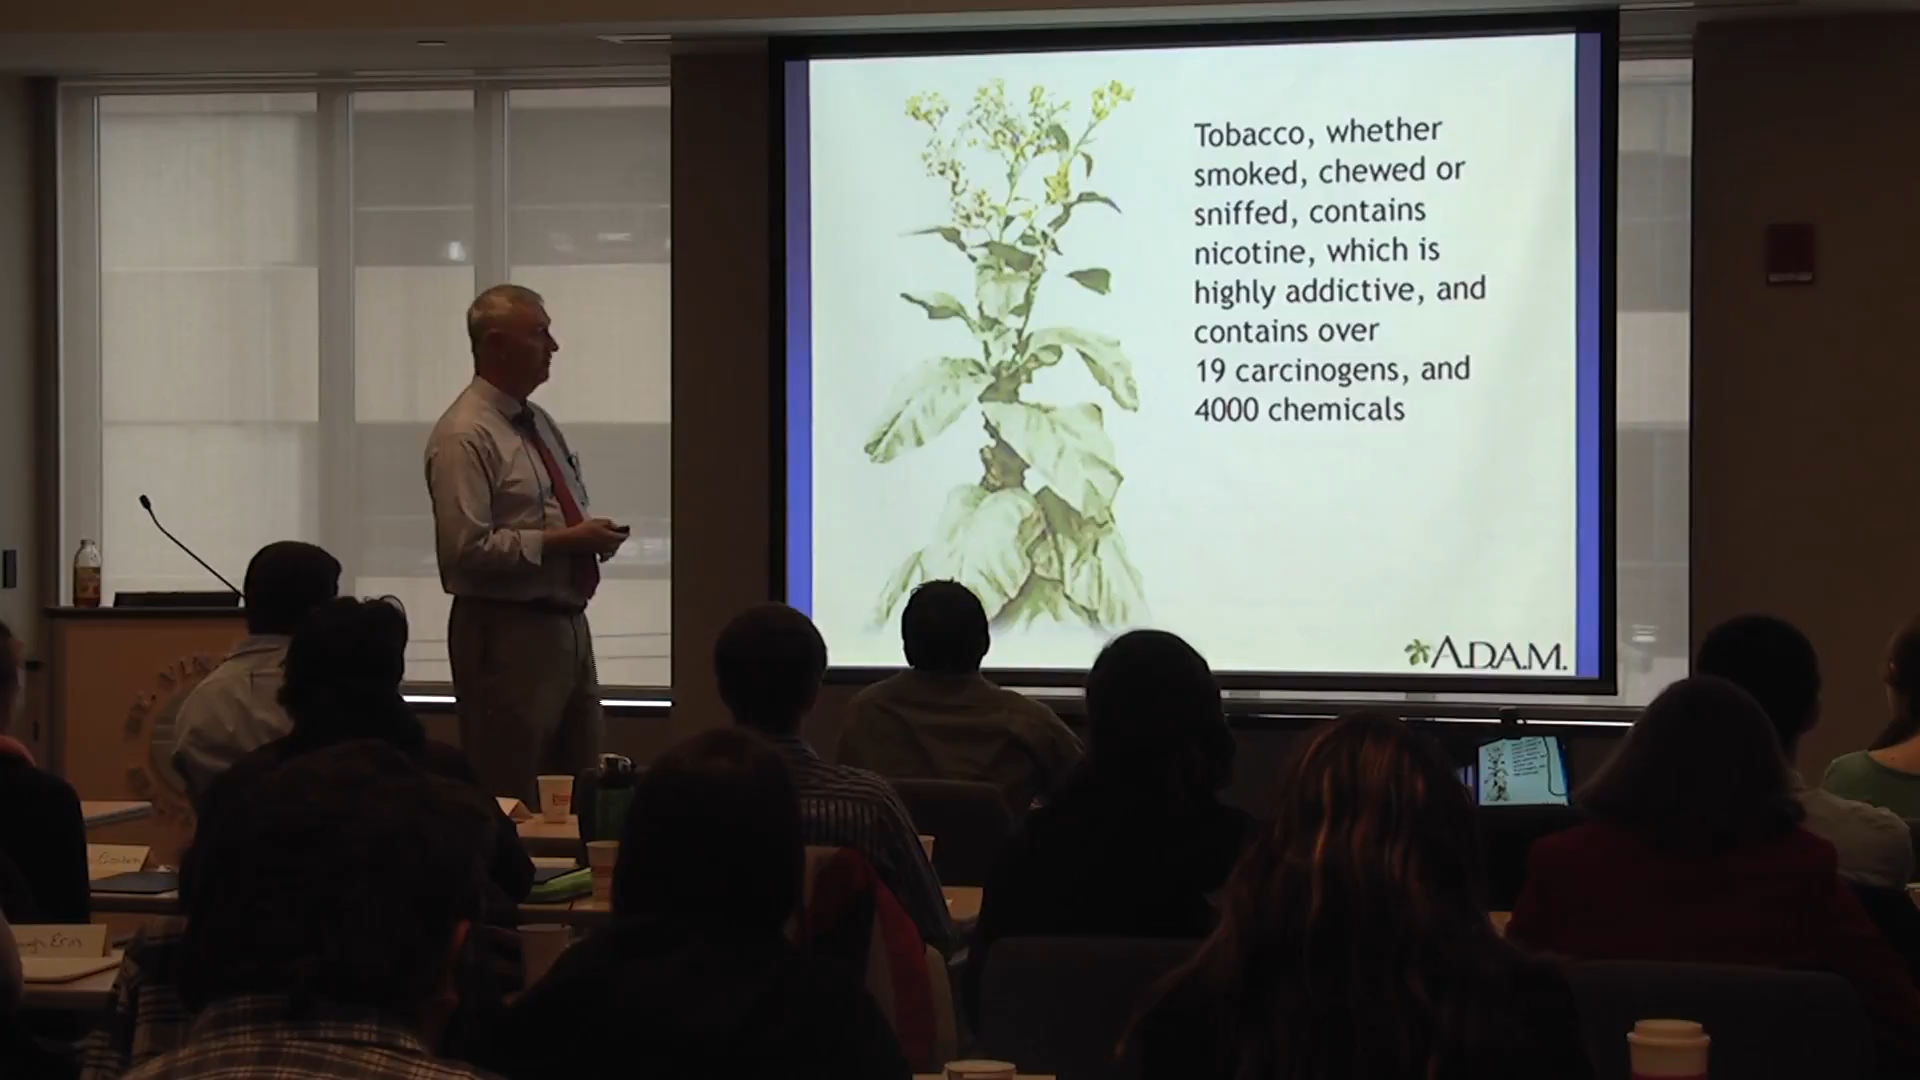 Tobacco, whether
smoked, chewed or
sniffed, contains
nicotine, which is
highly addictive, and
contains over
19 carcinogens, and
4000 chemicals
A.D.A.M.
Erin